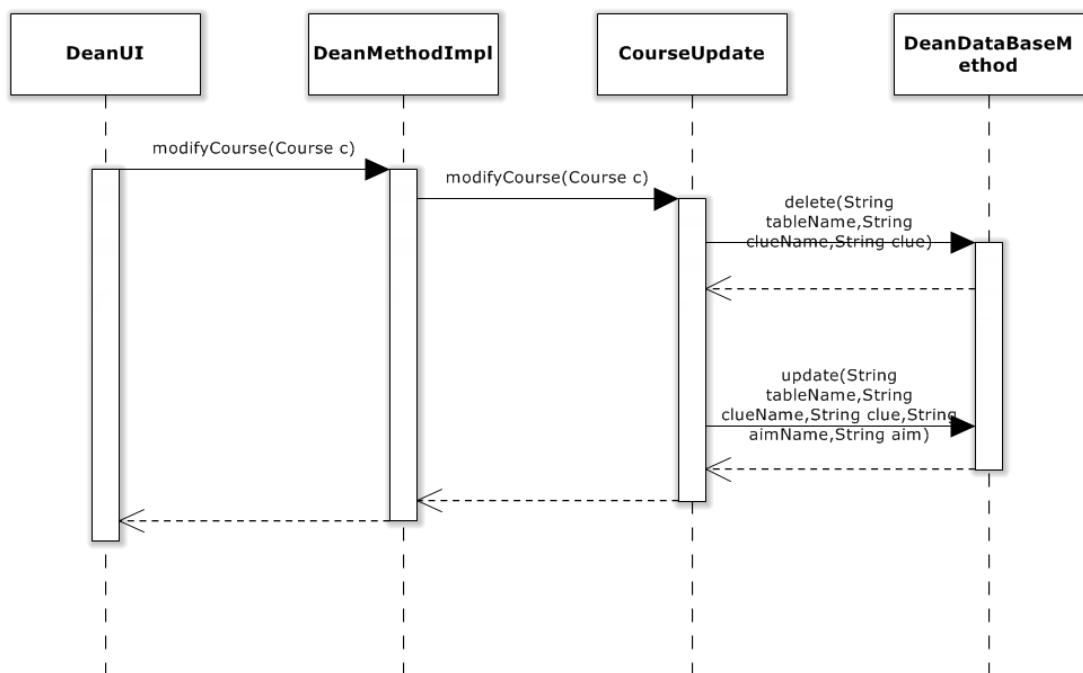 DeanUI
DeanMethodImpl
CourseUpdate
DeanDataBaseM
ethod
modifyCourse(Course c)
modifyCourse(Course c)
delete(String
tableName,String
clueName,String clue)
update(String
tableName,String
clueName,String clue,String
aimName,String aim)